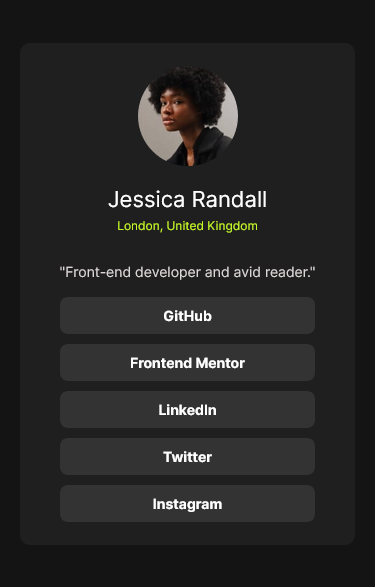 Jessica Randall
London, United Kingdom
"Front-end developer and avid reader."
GitHub
Frontend Mentor
LinkedIn
Twitter
Instagram